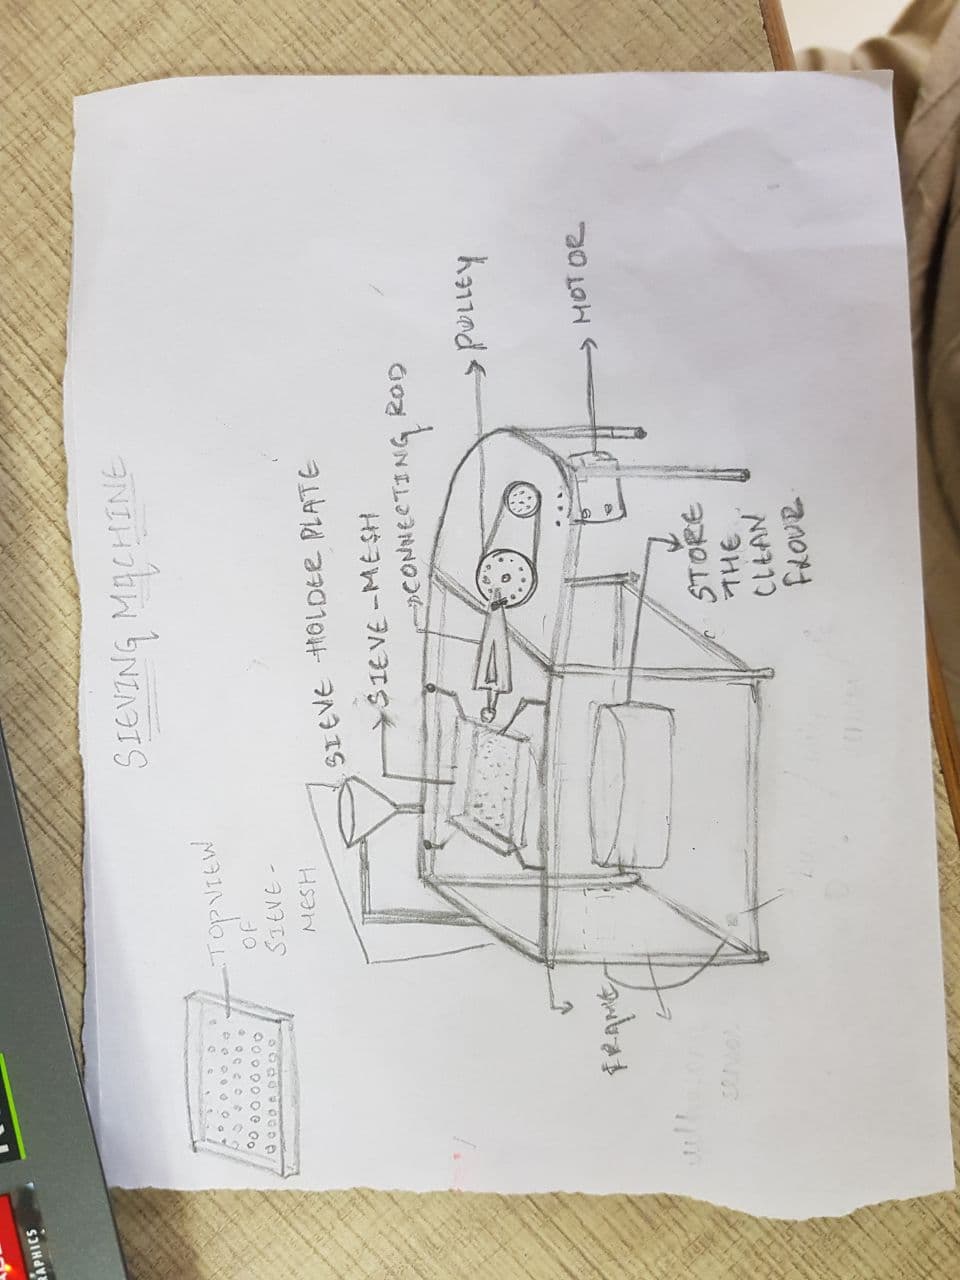 SIEVING MACHINE
TOPVIEW
OF
SIEVE-
MESH
SIEVE HOLDER PLATE
SIEVE-MESH
CONNECTING ROD
PULLEY
MOTOR
STORE
THE
CLEAN
FLOUR
FRAME
RAPHICS